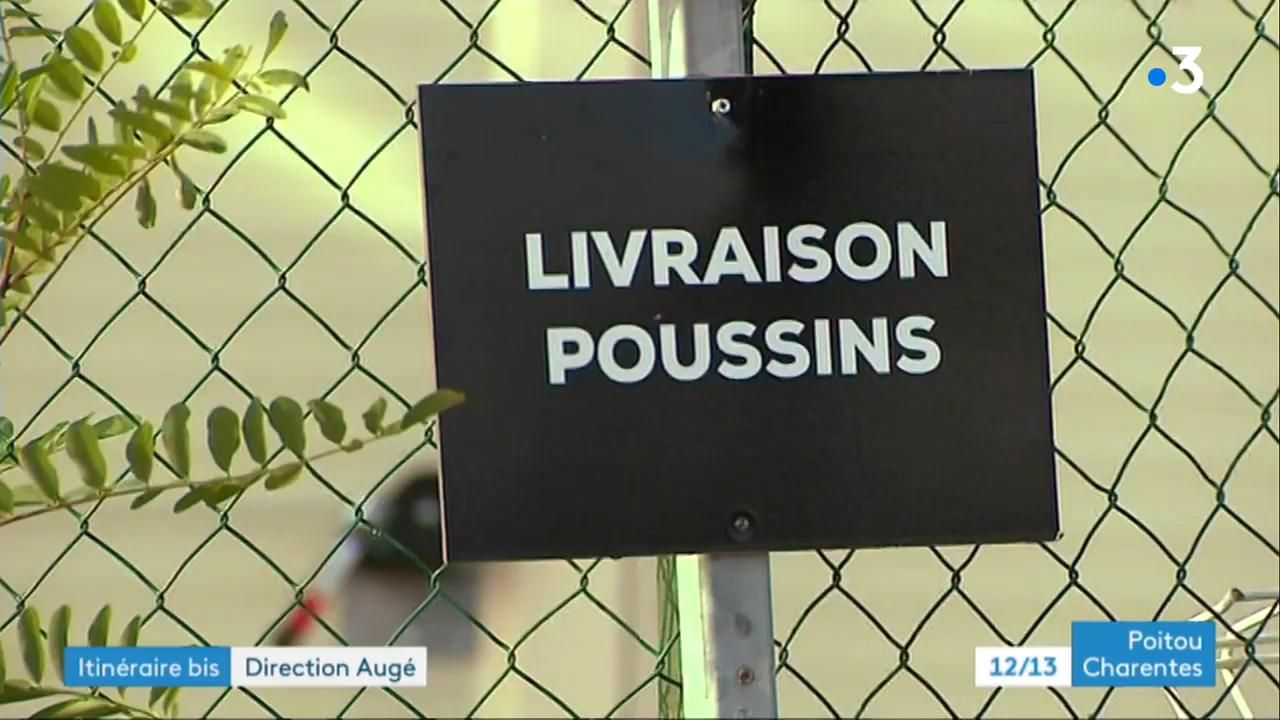 3
LIVRAISON
POUSSINS
Itinéraire bis Direction Augé
12/13 Poitou
Charentes